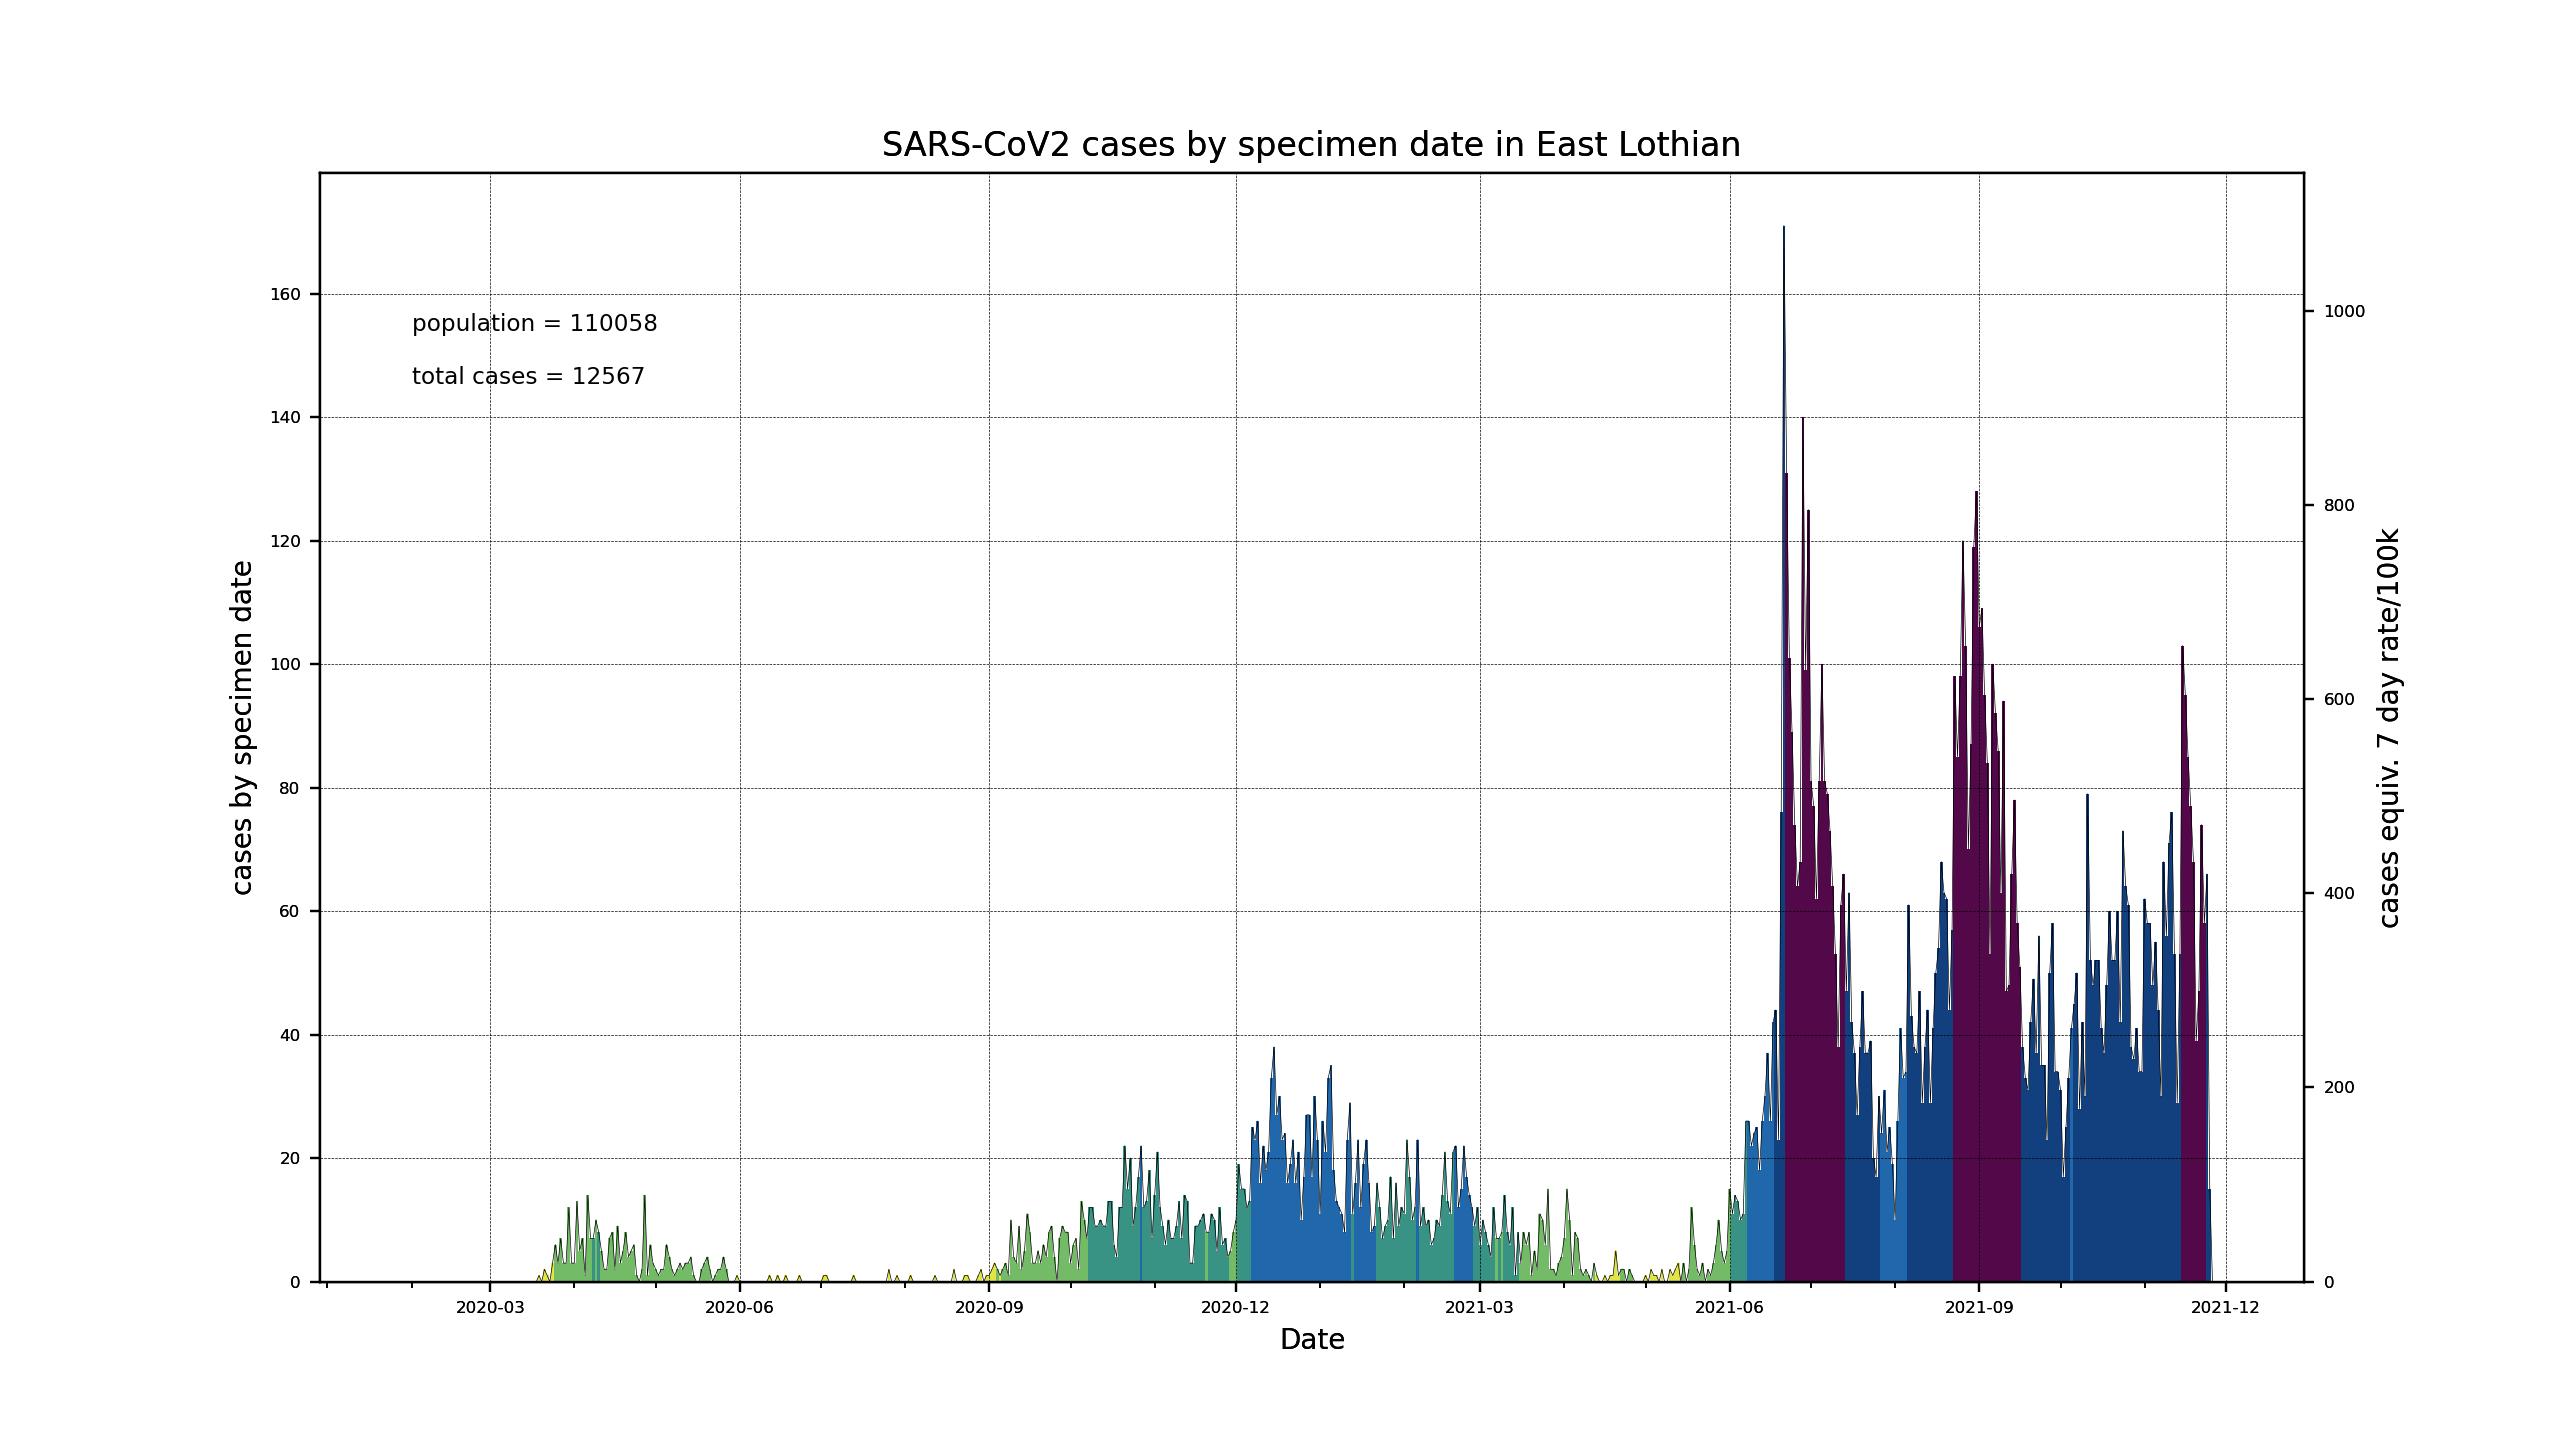 SARS-CoV2 cases by specimen date in East Lothian
population = 110058
total cases = 12567
cases by specimen date
160
140
120
100
80
60
40
20
0
1000
800
600
400
200
0
cases equiv. 7 day rate/100k
2020-03 2020-06 2020-09 2020-12 2021-03 2021-06 2021-09 2021-12
Date